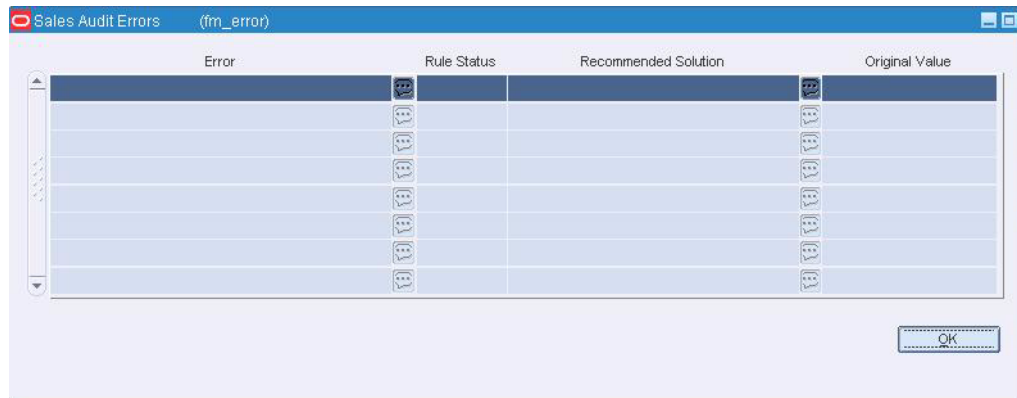 Sales Audit Errors (fm_error)
Error Rule Status Recommended Solution Original Value
OK